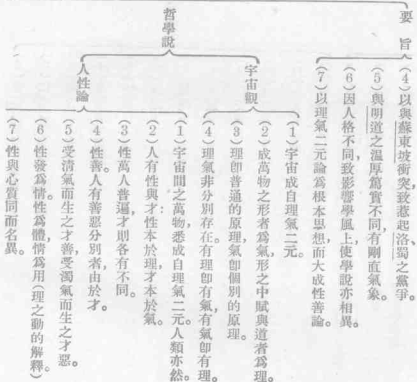 要旨
（4）以與蘇東坡衝突致惹起洛、蜀之黨爭。
（5）與明道之溫厚篤實不同，有剛直氣象。
（6）因人格不同，致影響學風上使學說亦相異。
（7）以理氣二元論爲根本思想，而大成性善論。
哲學說
宇宙觀
（1）宇宙成自理氣二元。
（2）成萬物之形者爲氣，形之中賦與道者爲理。
（3）理卽普通的原理，氣卽個別的原理。
（4）理氣非分別存在。有理卽有氣，有氣卽有理。
人性論
（1）宇宙間之萬物，悉成自理氣二元。人類亦然。
（2）人有性與才：性本於理，才本於氣。
（3）性萬人普遍，才則各有不同。
（4）性善。人有善惡分別者由於才。
（5）受清氣而生之才善，受濁氣而生之才惡。
（6）性發爲情。性爲體，情爲用（理之動的解釋）。
（7）性與心質同而名異。